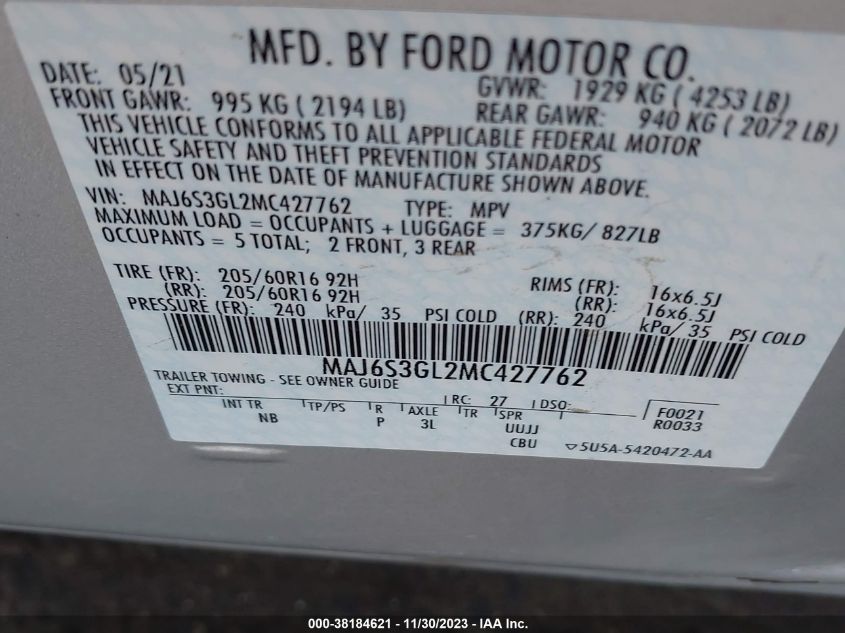 MFD. BY FORD MOTOR CO.
DATE: 05/21 GVWR: 1929 KG ( 4253 LB)
FRONT GAWR: 995 KG ( 2194 LB) REAR GAWR: 940 KG ( 2072 LB)
THIS VEHICLE CONFORMS TO ALL APPLICABLE FEDERAL MOTOR
VEHICLE SAFETY AND THEFT PREVENTION STANDARDS
IN EFFECT ON THE DATE OF MANUFACTURE SHOWN ABOVE.
VIN: MAJ6S3GL2MC427762 TYPE: MPV
MAXIMUM LOAD = OCCUPANTS + LUGGAGE = 375KG/ 827LB
OCCUPANTS = 5 TOTAL; 2 FRONT, 3 REAR
TIRE (FR): 205/60R16 92H RIMS (FR): 16x6.5J
(RR): 205/60R16 92H (RR): 16x6.5J
PRESSURE (FR): 240 kPa/ 35 PSI COLD (RR): 240 kPa/ 35 PSI COLD
MAJ6S3GL2MC427762
TRAILER TOWING - SEE OWNER GUIDE
EXT PNT: RC: 27 DSO: F0021
INT TR TP/PS R AXLE TR SPR R0033
NB P 3L UUJJ
CBU 5U5A-5420472-AA
000-38184621 - 11/30/2023 - IAA Inc.